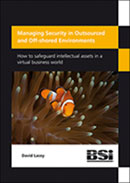 Managing Security in Outsourced
and Off-shored Environments
How to safeguard intellectual assets in a
virtual business world
David Lacey
BSI